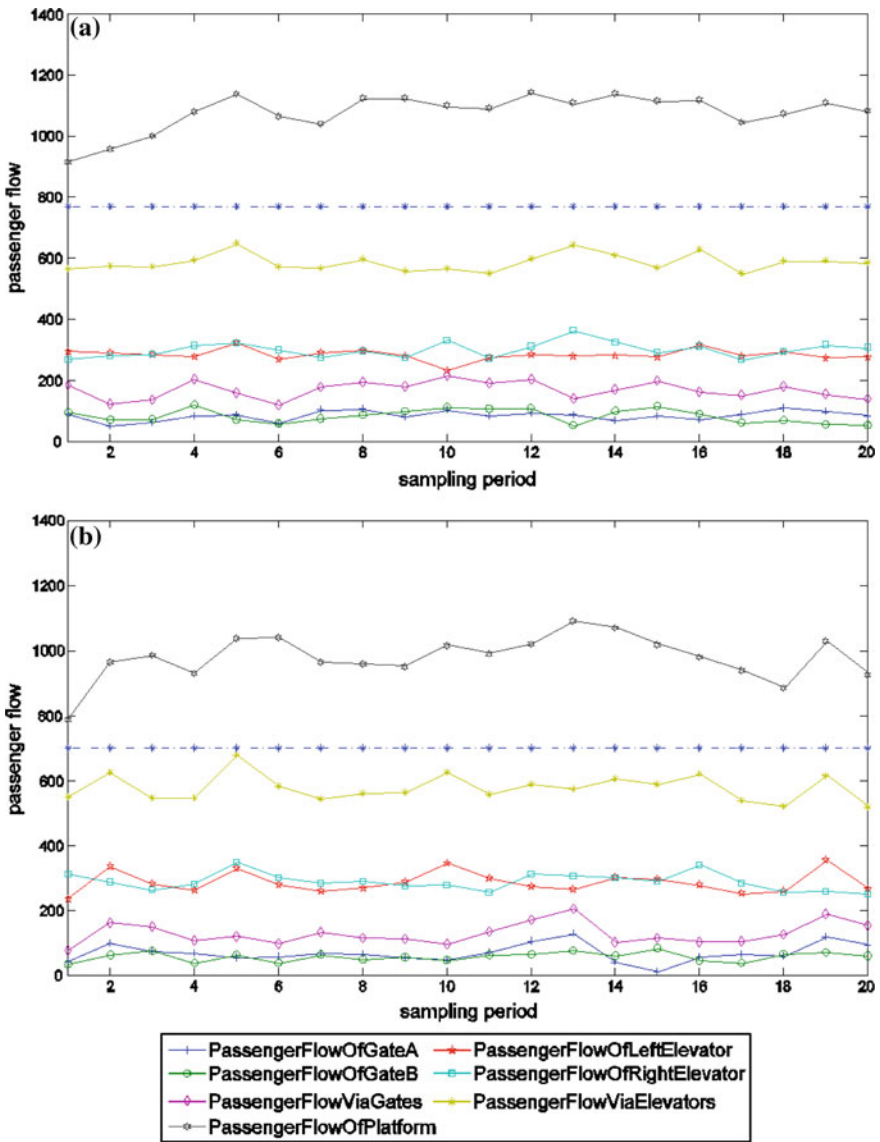 (a)
1400
1200
1000
800
600
400
200
0
passenger flow
2 4 6 8 10 12 14 16 18 20
sampling period
(b)
1400
1200
1000
800
600
400
200
0
passenger flow
2 4 6 8 10 12 14 16 18 20
sampling period
PassengerFlowOfGateA PassengerFlowOfLeftElevator
PassengerFlowOfGateB PassengerFlowOfRightElevator
PassengerFlowViaGates PassengerFlowViaElevators
PassengerFlowOfPlatform